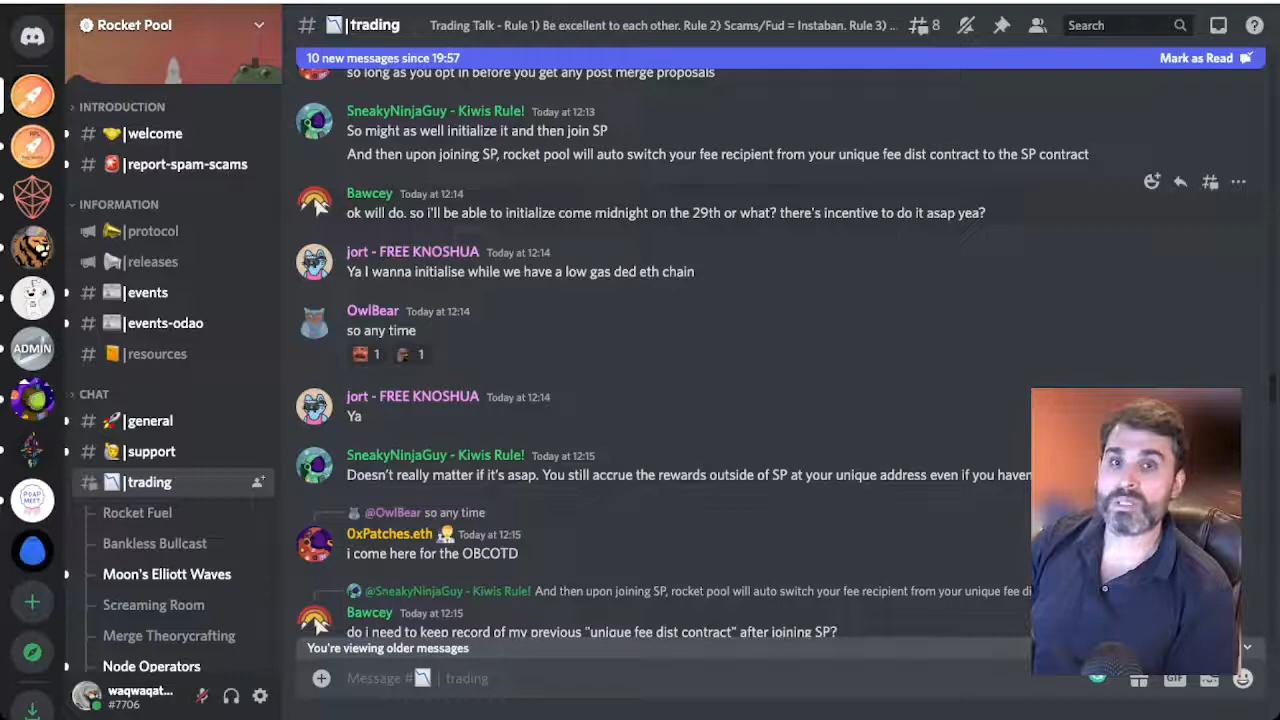 Rocket Pool
# |trading
Trading Talk - Rule 1) Be excellent to each other. Rule 2) Scams/Fud = Instaban. Rule 3) ...
8
Search
10 new messages since 19:57
Mark as Read
so long as you opt in before you get any post merge proposals
INTRODUCTION
# |welcome
# |report-spam-scams
INFORMATION
|protocol
|releases
# |events
# |events-odao
# |resources
CHAT
# |general
# |support
# |trading
Rocket Fuel
Bankless Bullcast
Moon's Elliott Waves
Screaming Room
Merge Theorycrafting
Node Operators
waqwaqat...
#7706
ADMIN
POAP
MEET
SneakyNinjaGuy - Kiwis Rule! Today at 12:13
So might as well initialize it and then join SP
And then upon joining SP, rocket pool will auto switch your fee recipient from your unique fee dist contract to the SP contract
Bawcey Today at 12:14
ok will do. so i'll be able to initialize come midnight on the 29th or what? there's incentive to do it asap yea?
jort - FREE KNOSHUA Today at 12:14
Ya I wanna initialise while we have a low gas ded eth chain
OwlBear Today at 12:14
so any time
1 1
jort - FREE KNOSHUA Today at 12:14
Ya
SneakyNinjaGuy - Kiwis Rule! Today at 12:15
Doesn't really matter if it's asap. You still accrue the rewards outside of SP at your unique address even if you haven
@OwlBear so any time
0xPatches.eth Today at 12:15
i come here for the OBCOTD
@SneakyNinjaGuy - Kiwis Rule! And then upon joining SP, rocket pool will auto switch your fee recipient from your unique fee di
Bawcey Today at 12:15
do i need to keep record of my previous "unique fee dist contract" after joining SP?
You're viewing older messages
Message # | trading
GIF